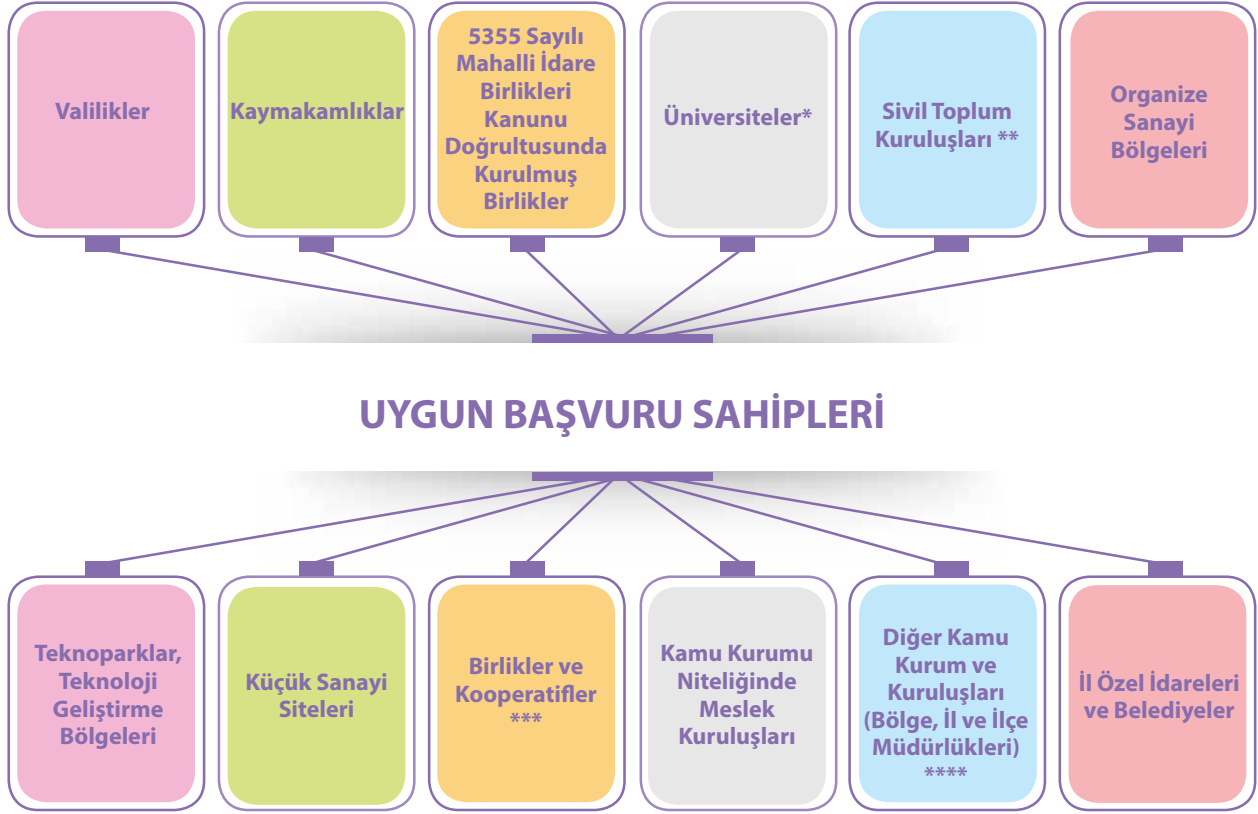 Valilikler
Kaymakamlıklar
5355 Sayılı
Mahalli İdare
Birlikleri
Kanunu
Doğrultusunda
Kurulmuş
Birlikler
Üniversiteler*
Sivil Toplum
Kuruluşları **
Organize
Sanayi
Bölgeleri
UYGUN BAŞVURU SAHİPLERİ
Teknoparklar,
Teknoloji
Geliştirme
Bölgeleri
Küçük Sanayi
Siteleri
Birlikler ve
Kooperatifler
***
Kamu Kurumu
Niteliğinde
Meslek
Kuruluşları
Diğer Kamu
Kurum ve
Kuruluşları
(Bölge, İl ve İlçe
Müdürlükleri)
****
İl Özel İdareleri
ve Belediyeler